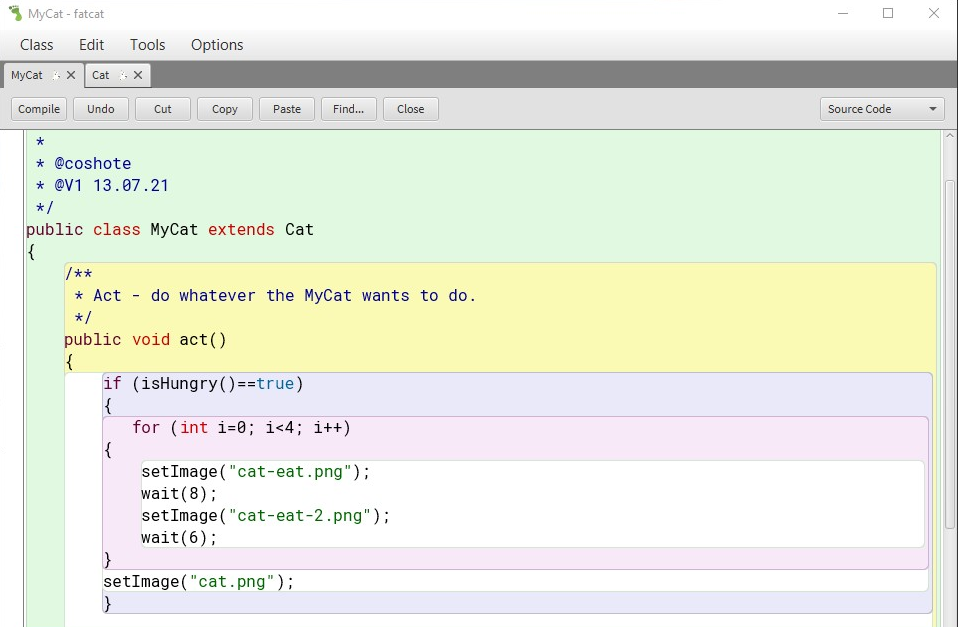 MyCat - fatcat
Class Edit Tools Options
MyCat Cat
Compile Undo Cut Copy Paste Find... Close Source Code
*
* @coshote
* @V1 13.07.21
*/
public class MyCat extends Cat
{
/**
* Act - do whatever the MyCat wants to do.
*/
public void act()
{
if (isHungry()==true)
{
for (int i=0; i<4; i++)
{
setImage("cat-eat.png");
wait(8);
setImage("cat-eat-2.png");
wait(6);
}
setImage("cat.png");
}